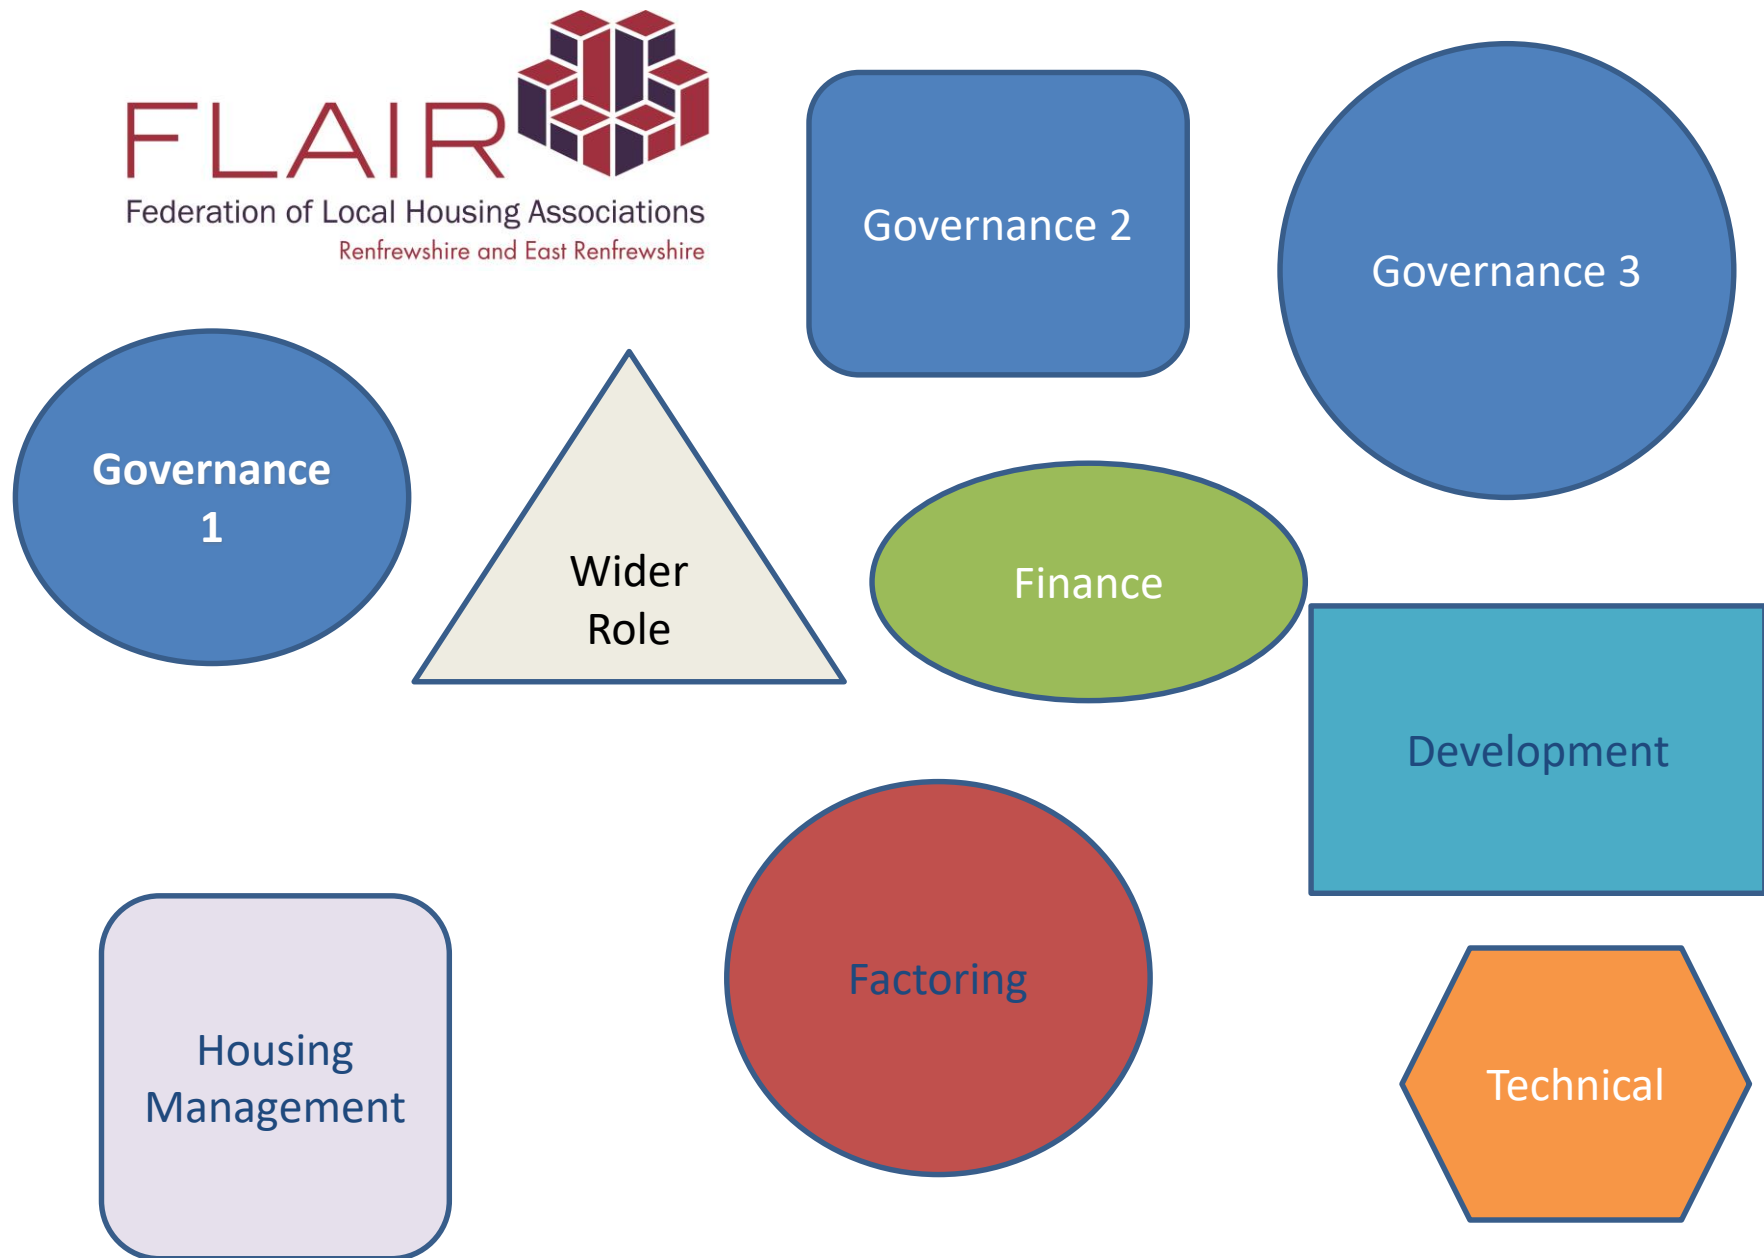 FLAIR
Federation of Local Housing Associations
Renfrewshire and East Renfrewshire
Governance 2
Governance 3
Governance
1
Wider
Role
Finance
Development
Factoring
Housing
Management
Technical